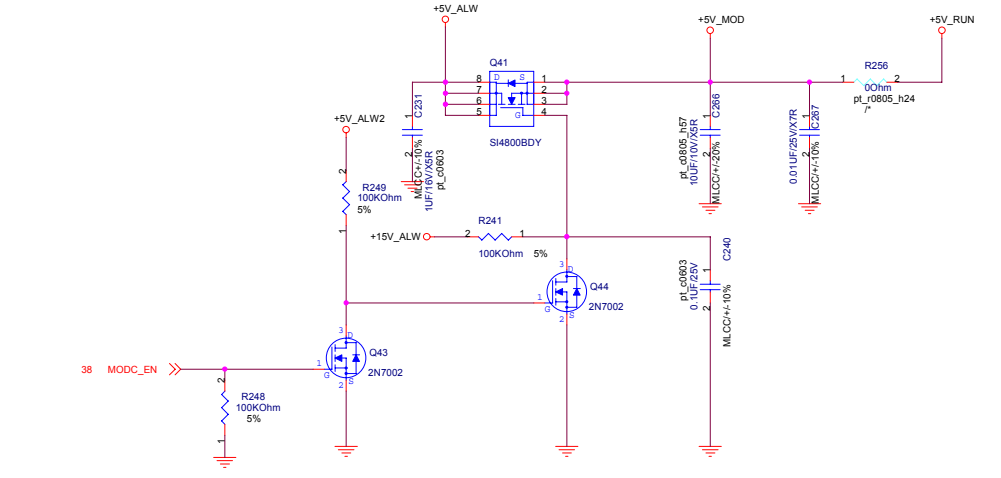 +5V_ALW
+5V_MOD
+5V_RUN
Q41
R256
0Ohm
pt_r0805_h24
/*
1
2
8
7
6
5
D
S
G
1
2
3
4
SI4800BDY
C231
1
2
MLCC/+/-10%
1UF/16V/X5R
pt_c0603
C266
1
2
pt_c0805_h57
10UF/10V/X5R
MLCC/+/-20%
C267
1
2
0.01UF/25V/X7R
MLCC/+/-10%
+5V_ALW2
2
R249
100KOhm
5%
1
+15V_ALW
2
R241
1
100KOhm
5%
C240
1
2
pt_c0603
0.1UF/25V
MLCC/+/-10%
3
D
Q44
1
G
2N7002
2
S
3
D
Q43
1
G
2N7002
2
S
38
MODC_EN
2
R248
100KOhm
5%
1